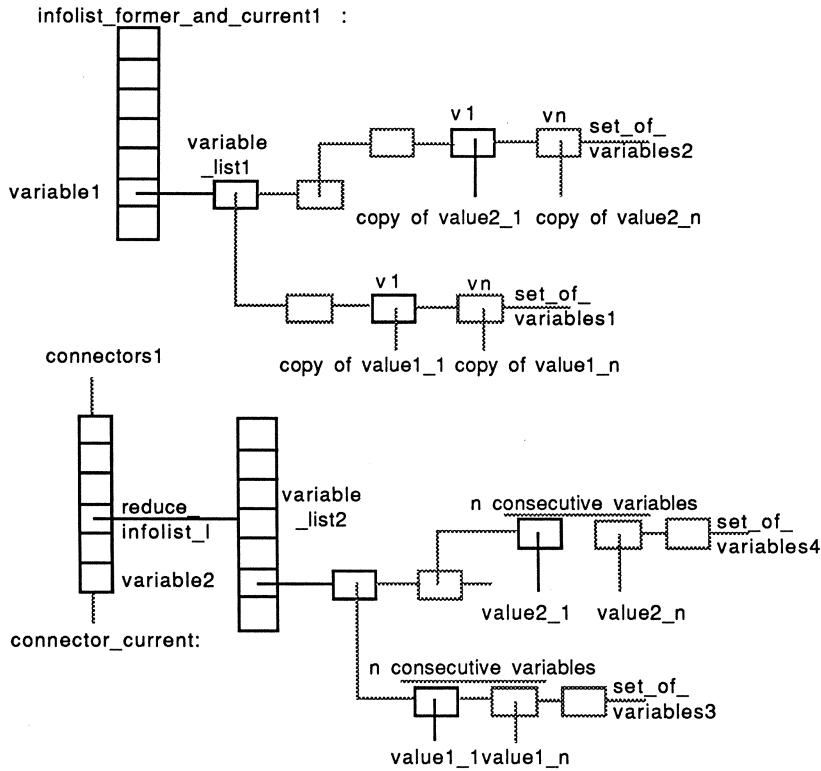 infolist_former_and_current1 :
v1
vn
set_of_
variables2
variable
_list1
variable1
copy of value2_1
copy of value2_n
v1
vn
set_of_
variables1
copy of value1_1
copy of value1_n
connectors1
variable
_list2
n consecutive variables
reduce_
infolist_l
set_of_
variables4
variable2
value2_1
value2_n
connector_current:
n consecutive variables
set_of_
variables3
value1_1
value1_n